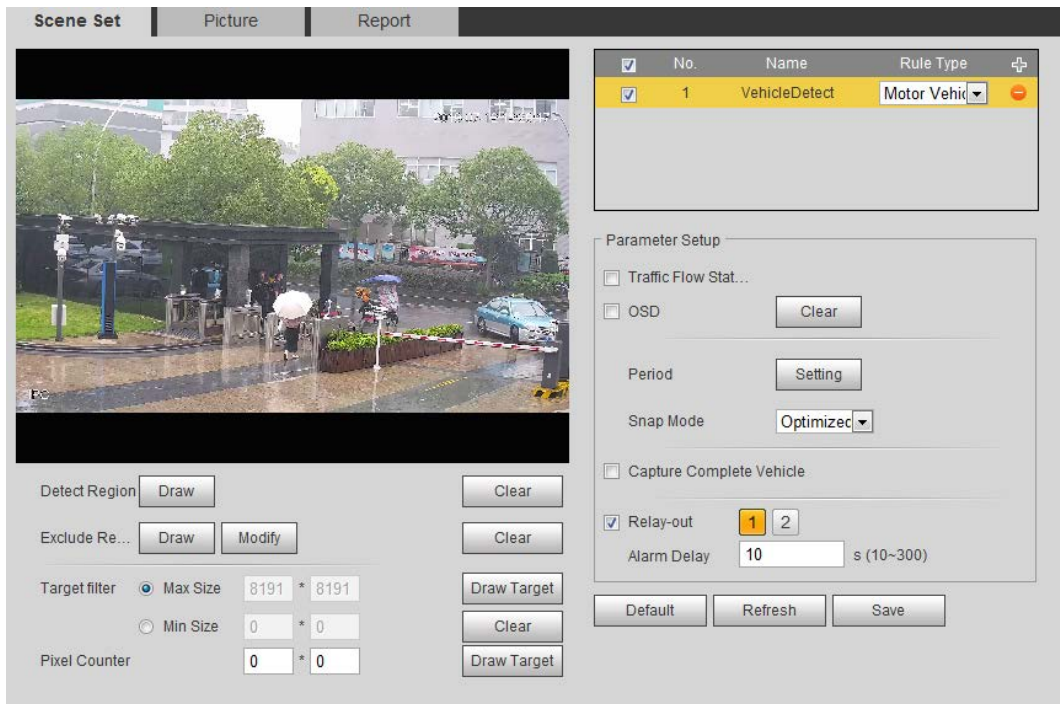 Scene Set Picture Report
No. Name Rule Type
1 VehicleDetect Motor Vehic
Parameter Setup
Traffic Flow Stat...
OSD Clear
Period Setting
Snap Mode Optimized
Capture Complete Vehicle
Relay-out 1 2
Alarm Delay 10 s (10~300)
Default Refresh Save
IPC
Detect Region Draw Clear
Exclude Re... Draw Modify Clear
Target filter Max Size 8191 * 8191 Draw Target
Min Size 0 * 0 Clear
Pixel Counter 0 * 0 Draw Target